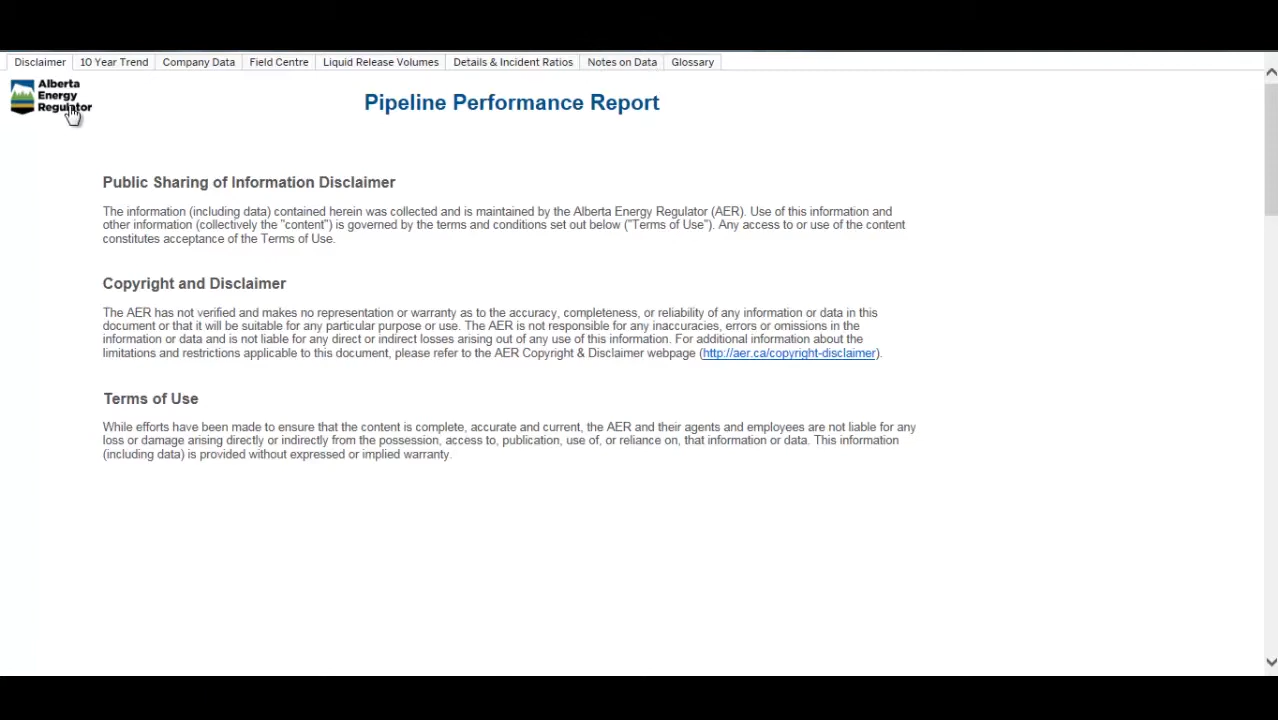 Disclaimer 10 Year Trend Company Data Field Centre Liquid Release Volumes Details & Incident Ratios Notes on Data Glossary
Alberta
Energy
Regulator
Pipeline Performance Report
Public Sharing of Information Disclaimer
The information (including data) contained herein was collected and is maintained by the Alberta Energy Regulator (AER). Use of this information and
other information (collectively the "content") is governed by the terms and conditions set out below ("Terms of Use"). Any access to or use of the content
constitutes acceptance of the Terms of Use.
Copyright and Disclaimer
The AER has not verified and makes no representation or warranty as to the accuracy, completeness, or reliability of any information or data in this
document or that it will be suitable for any particular purpose or use. The AER is not responsible for any inaccuracies, errors or omissions in the
information or data and is not liable for any direct or indirect losses arising out of any use of this information. For additional information about the
limitations and restrictions applicable to this document, please refer to the AER Copyright & Disclaimer webpage (http://aer.ca/copyright-disclaimer).
Terms of Use
While efforts have been made to ensure that the content is complete, accurate and current, the AER and their agents and employees are not liable for any
loss or damage arising directly or indirectly from the possession, access to, publication, use of, or reliance on, that information or data. This information
(including data) is provided without expressed or implied warranty.